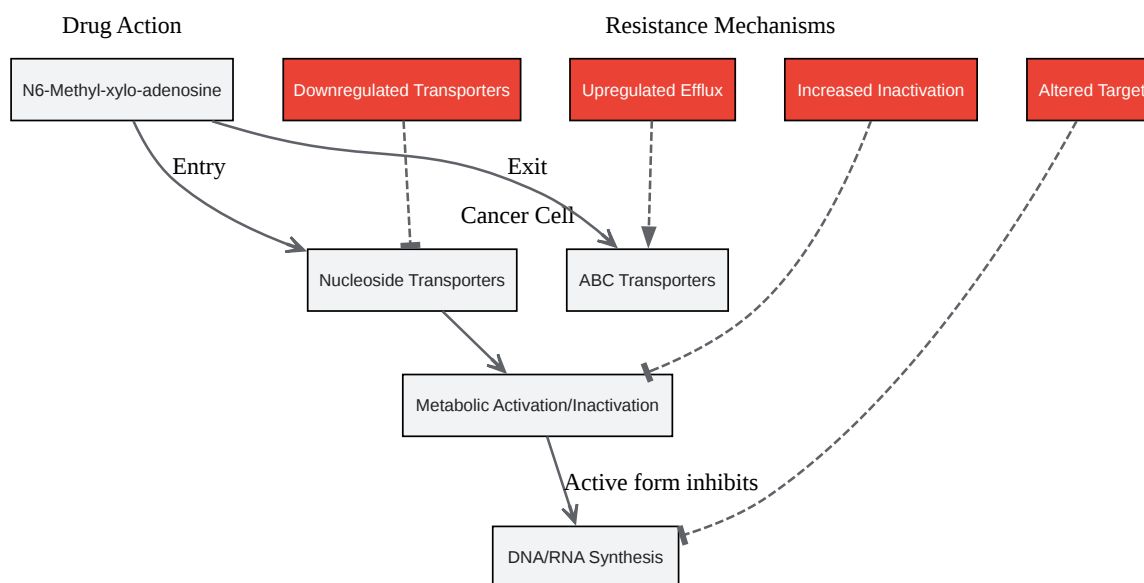 Drug Action
Resistance Mechanisms
N6-Methyl-xylo-adenosine
Downregulated Transporters
Upregulated Efflux
Increased Inactivation
Altered Target
Entry
Exit
Cancer Cell
Nucleoside Transporters
ABC Transporters
Metabolic Activation/Inactivation
Active form inhibits
DNA/RNA Synthesis